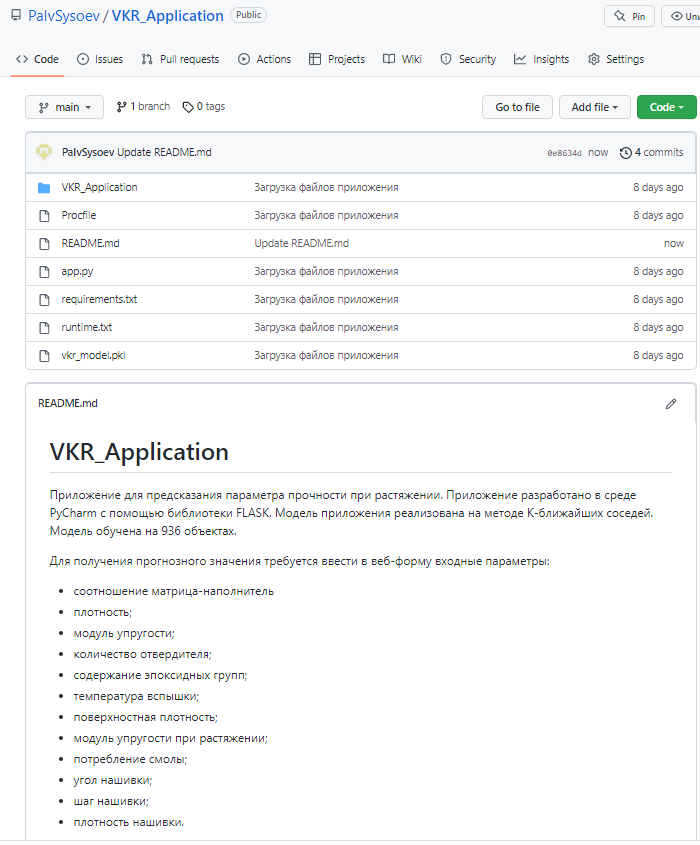 PalvSysoev / VKR_Application Public
Pin
Code Issues Pull requests Actions Projects Wiki Security Insights Settings
main 1 branch 0 tags Go to file Add file Code
PalvSysoev Update README.md 0e8634d now 4 commits
VKR_Application Загрузка файлов приложения 8 days ago
Procfile Загрузка файлов приложения 8 days ago
README.md Update README.md now
app.py Загрузка файлов приложения 8 days ago
requirements.txt Загрузка файлов приложения 8 days ago
runtime.txt Загрузка файлов приложения 8 days ago
vkr_model.pkl Загрузка файлов приложения 8 days ago
README.md
VKR_Application
Приложение для предсказания параметра прочности при растяжении. Приложение разработано в среде
PyCharm с помощью библиотеки FLASK. Модель приложения реализована на методе К-ближайших соседей.
Модель обучена на 936 объектах.
Для получения прогнозного значения требуется ввести в веб-форму входные параметры:
соотношение матрица-наполнитель
плотность;
модуль упругости;
количество отвердителя;
содержание эпоксидных групп;
температура вспышки;
поверхностная плотность;
модуль упругости при растяжении;
потребление смолы;
угол нашивки;
шаг нашивки;
плотность нашивки.